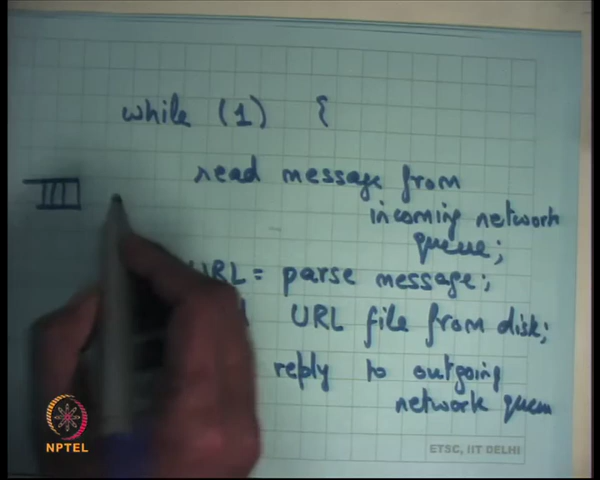 while (1) {
read message from
incoming network
queue;
URL = parse message;
URL file from disk;
reply to outgoing
network queu
NPTEL
ETSC, IIT DELHI